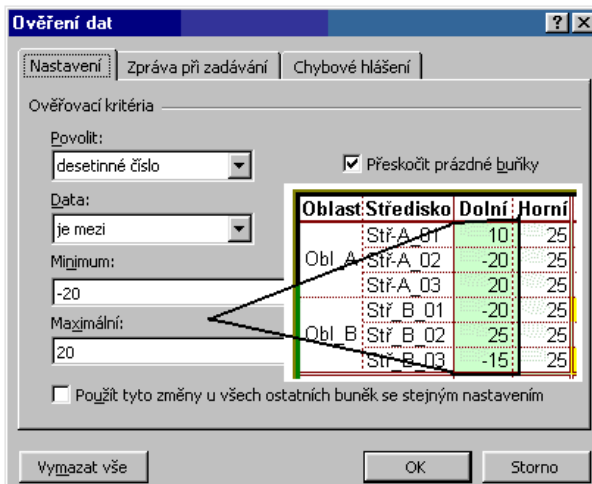 Ověření dat
Nastavení Zpráva při zadávání Chybové hlášení
Ověřovací kritéria
Povolit:
desetinné číslo
Přeskočit prázdné buňky
Data:
je mezi
Minimum:
-20
Maximální:
20
Oblast Středisko Dolní Horní
Obl_A Stř-A_01 10 25
Stř-A_02 -20 25
Stř-A_03 20 25
Obl_B Stř_B_01 -20 25
Stř_B_02 25 25
Stř_B_03 -15 25
Použít tyto změny u všech ostatních buněk se stejným nastavením
Vymazat vše OK Storno